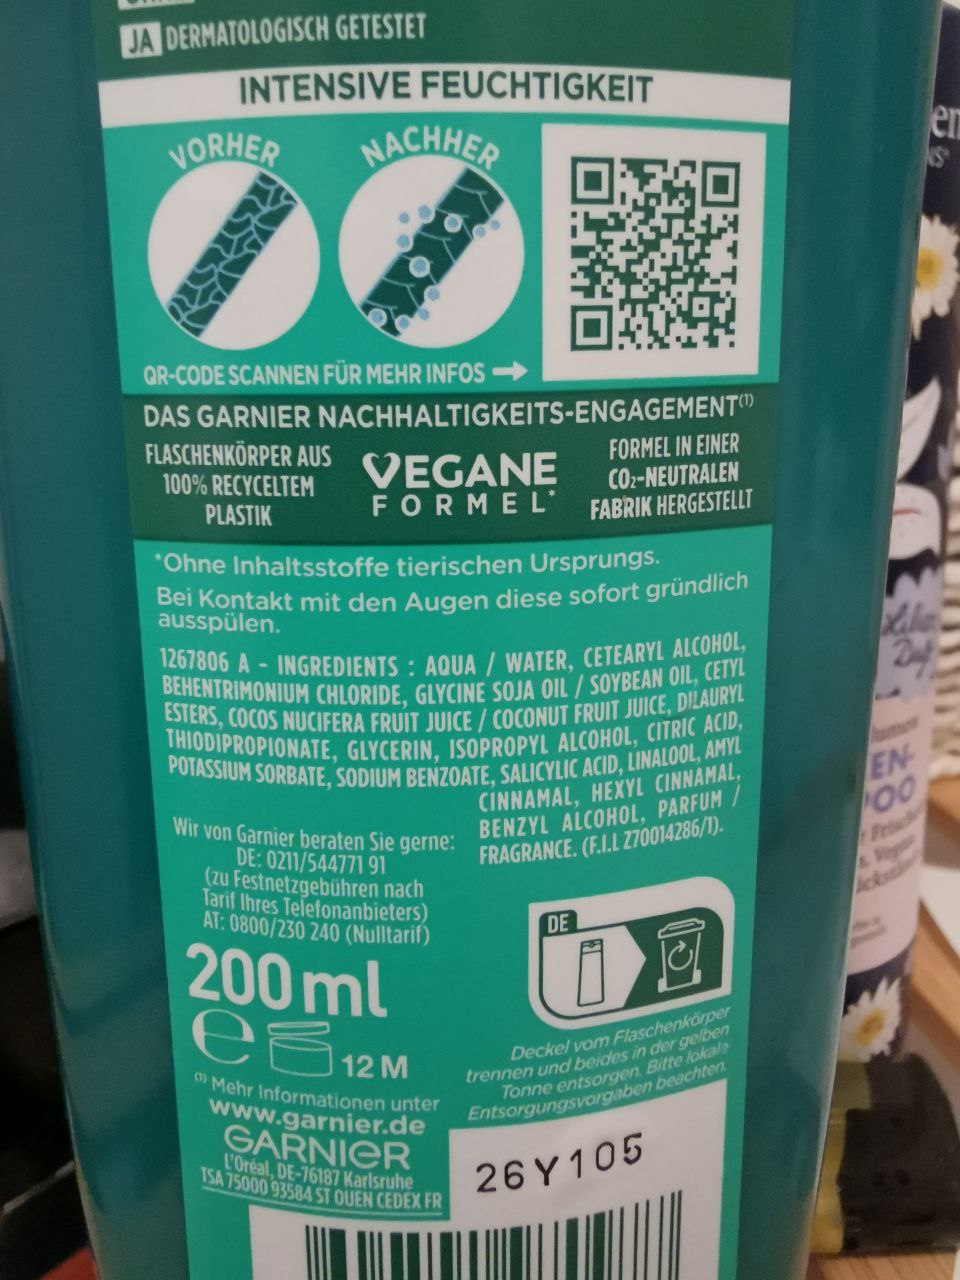 JA DERMATOLOGISCH GETESTET
INTENSIVE FEUCHTIGKEIT
VORHER
NACHHER
QR-CODE SCANNEN FÜR MEHR INFOS
DAS GARNIER NACHHALTIGKEITS-ENGAGEMENT(1)
FLASCHENKÖRPER AUS
100% RECYCELTEM
PLASTIK
VEGANE
FORMEL*
FORMEL IN EINER
CO2-NEUTRALEN
FABRIK HERGESTELLT
*Ohne Inhaltsstoffe tierischen Ursprungs.
Bei Kontakt mit den Augen diese sofort gründlich
ausspülen.
1267806 A - INGREDIENTS : AQUA / WATER, CETEARYL ALCOHOL,
BEHENTRIMONIUM CHLORIDE, GLYCINE SOJA OIL / SOYBEAN OIL, CETYL
ESTERS, COCOS NUCIFERA FRUIT JUICE / COCONUT FRUIT JUICE, DILAURYL
THIODIPROPIONATE, GLYCERIN, ISOPROPYL ALCOHOL, CITRIC ACID,
POTASSIUM SORBATE, SODIUM BENZOATE, SALICYLIC ACID, LINALOOL, AMYL
CINNAMAL, HEXYL CINNAMAL,
BENZYL ALCOHOL, PARFUM /
FRAGRANCE. (F.I.L Z70014286/1).
Wir von Garnier beraten Sie gerne:
DE: 0211/544771 91
(zu Festnetzgebühren nach
Tarif Ihres Telefonanbieters)
AT: 0800/230 240 (Nulltarif)
200 ml
e 12 M
DE
Deckel vom Flaschenkörper
trennen und beides in der gelben
Tonne entsorgen. Bitte lokale
Entsorgungsvorgaben beachten.
(1) Mehr Informationen unter
www.garnier.de
GARNIER
L'Oréal, DE-76187 Karlsruhe
TSA 75000 93584 ST OUEN CEDEX FR
26Y105
en
EN-